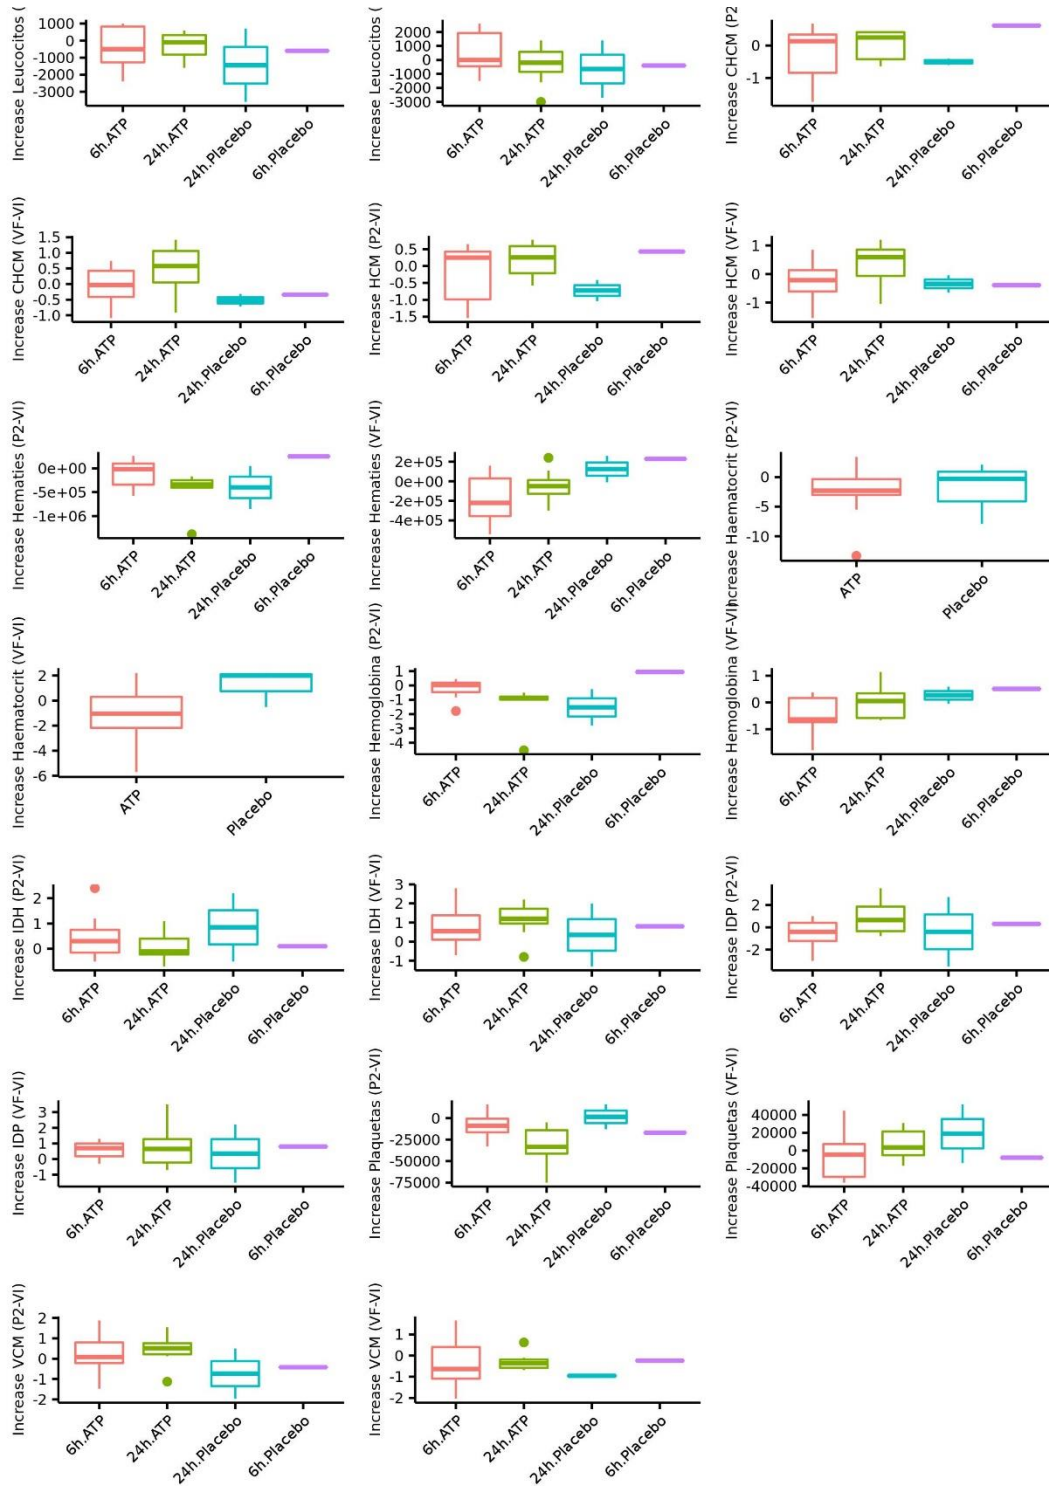 Increase Leucocitos (
1000
0
-1000
-2000
-3000
6h.ATP
24h.ATP
24h.Placebo
6h.Placebo
Increase Leucocitos (
2000
1000
0
-1000
-2000
-3000
6h.ATP
24h.ATP
24h.Placebo
6h.Placebo
Increase CHCM (P2
0
-1
6h.ATP
24h.ATP
24h.Placebo
6h.Placebo
Increase CHCM (VF-VI)
1.5
1.0
0.5
0.0
-0.5
-1.0
6h.ATP
24h.ATP
24h.Placebo
6h.Placebo
Increase HCM (P2-VI)
0.5
0.0
-0.5
-1.0
-1.5
6h.ATP
24h.ATP
24h.Placebo
6h.Placebo
Increase HCM (VF-VI)
1
0
-1
6h.ATP
24h.ATP
24h.Placebo
6h.Placebo
Increase Hematies (P2-VI)
0e+00
-5e+05
-1e+06
6h.ATP
24h.ATP
24h.Placebo
6h.Placebo
Increase Hematies (VF-VI)
2e+05
0e+00
-2e+05
-4e+05
6h.ATP
24h.ATP
24h.Placebo
6h.Placebo
Increase Haematocrit (P2-VI)
0
-5
-10
ATP
Placebo
Increase Haematocrit (VF-VI)
2
0
-2
-4
-6
ATP
Placebo
Increase Hemoglobina (P2-VI)
1
0
-1
-2
-3
-4
6h.ATP
24h.ATP
24h.Placebo
6h.Placebo
Increase Hemoglobina (VF-VI)
1
0
-1
6h.ATP
24h.ATP
24h.Placebo
6h.Placebo
Increase IDH (P2-VI)
2
1
0
6h.ATP
24h.ATP
24h.Placebo
6h.Placebo
Increase IDH (VF-VI)
3
2
1
0
-1
6h.ATP
24h.ATP
24h.Placebo
6h.Placebo
Increase IDP (P2-VI)
2
0
-2
6h.ATP
24h.ATP
24h.Placebo
6h.Placebo
Increase IDP (VF-VI)
3
2
1
0
-1
6h.ATP
24h.ATP
24h.Placebo
6h.Placebo
Increase Plaquetas (P2-VI)
0
-25000
-50000
-75000
6h.ATP
24h.ATP
24h.Placebo
6h.Placebo
Increase Plaquetas (VF-VI)
40000
20000
0
-20000
-40000
6h.ATP
24h.ATP
24h.Placebo
6h.Placebo
Increase VCM (P2-VI)
2
1
0
-1
-2
6h.ATP
24h.ATP
24h.Placebo
6h.Placebo
Increase VCM (VF-VI)
1
0
-1
-2
6h.ATP
24h.ATP
24h.Placebo
6h.Placebo